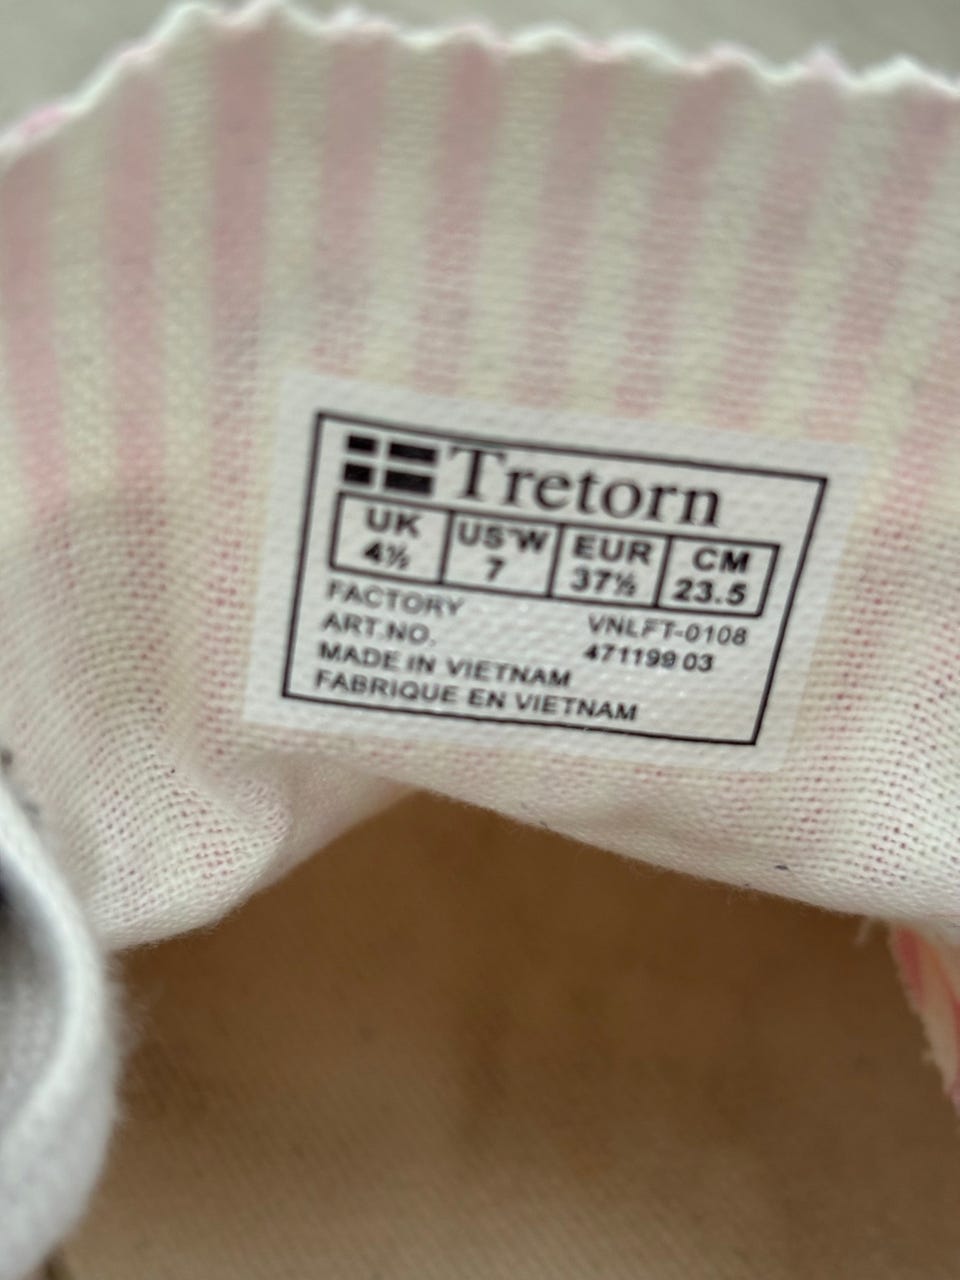 Tretorn
UK US W EUR CM
4½ 7 37½ 23.5
FACTORY VNLFT-0108
ART.NO. 471199 03
MADE IN VIETNAM
FABRIQUE EN VIETNAM